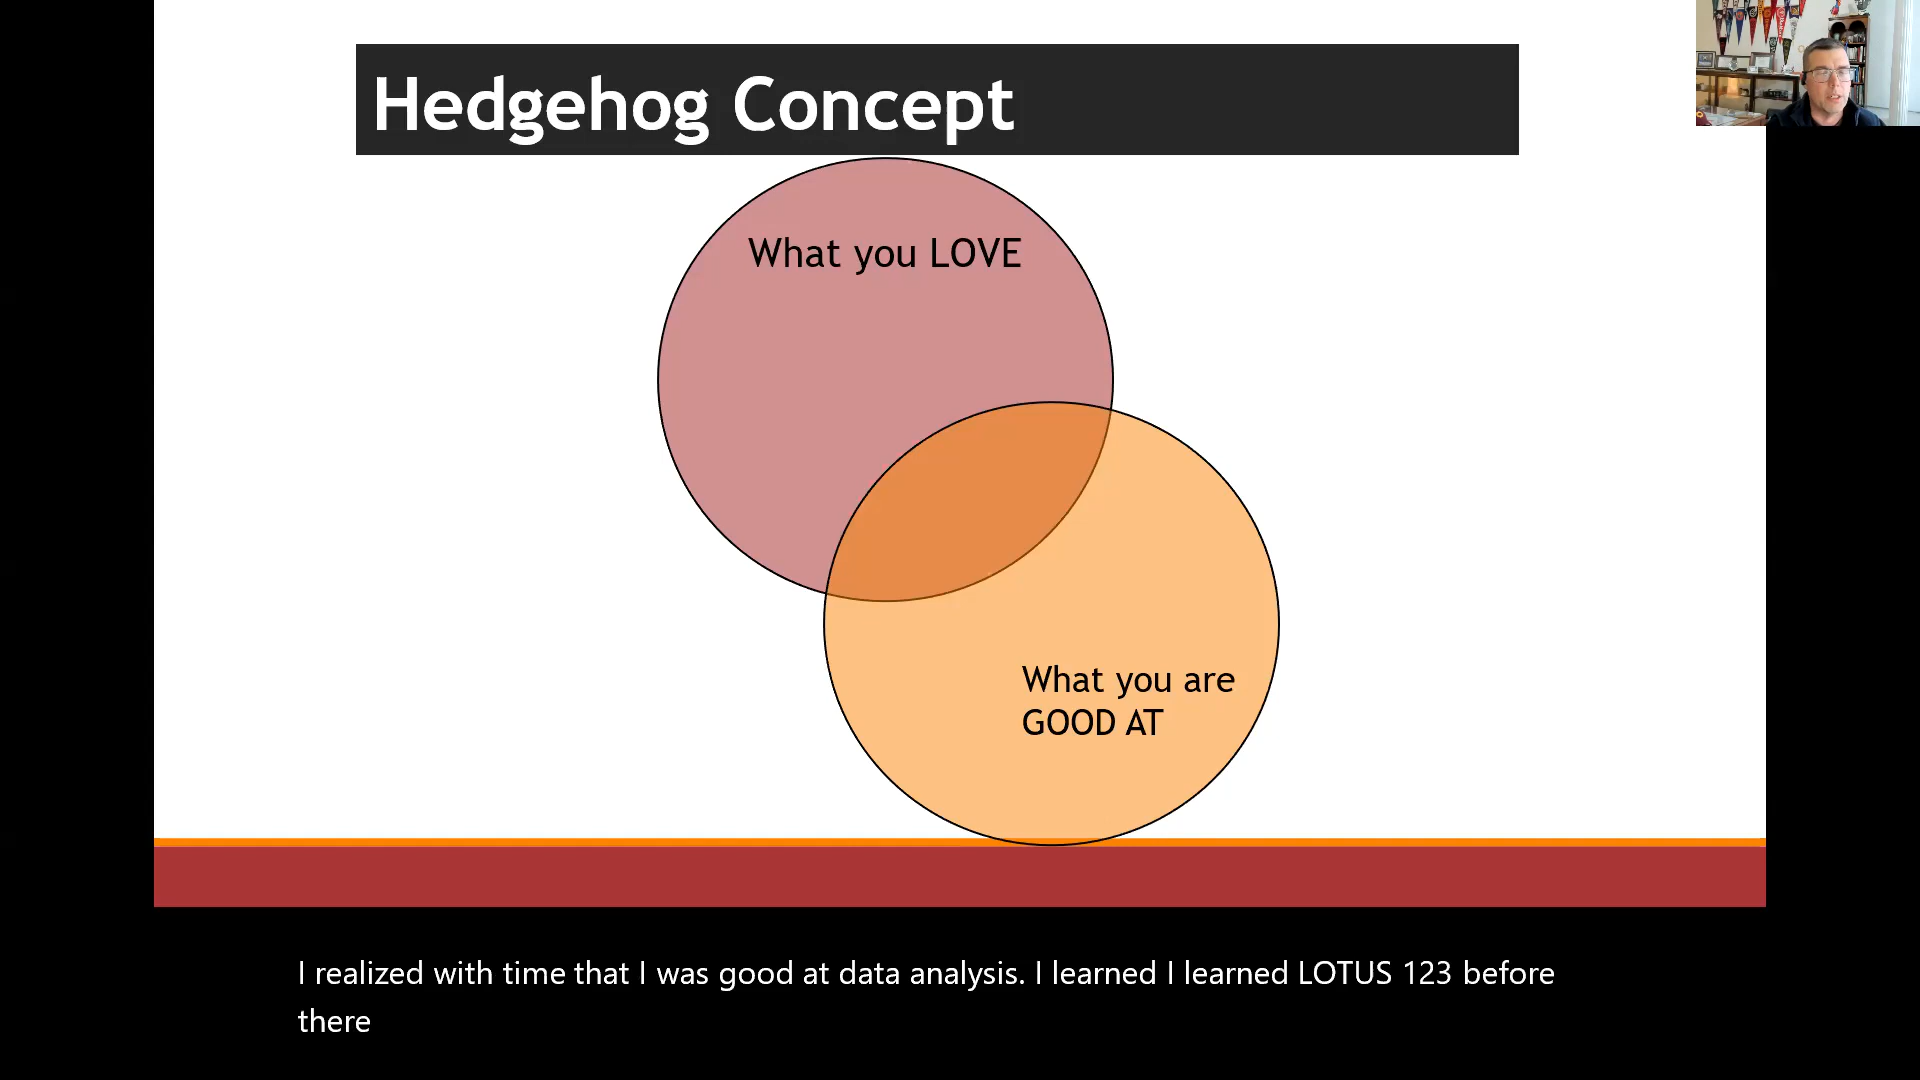 Hedgehog Concept
What you LOVE
What you are
GOOD AT
I realized with time that I was good at data analysis. I learned I learned LOTUS 123 before
there